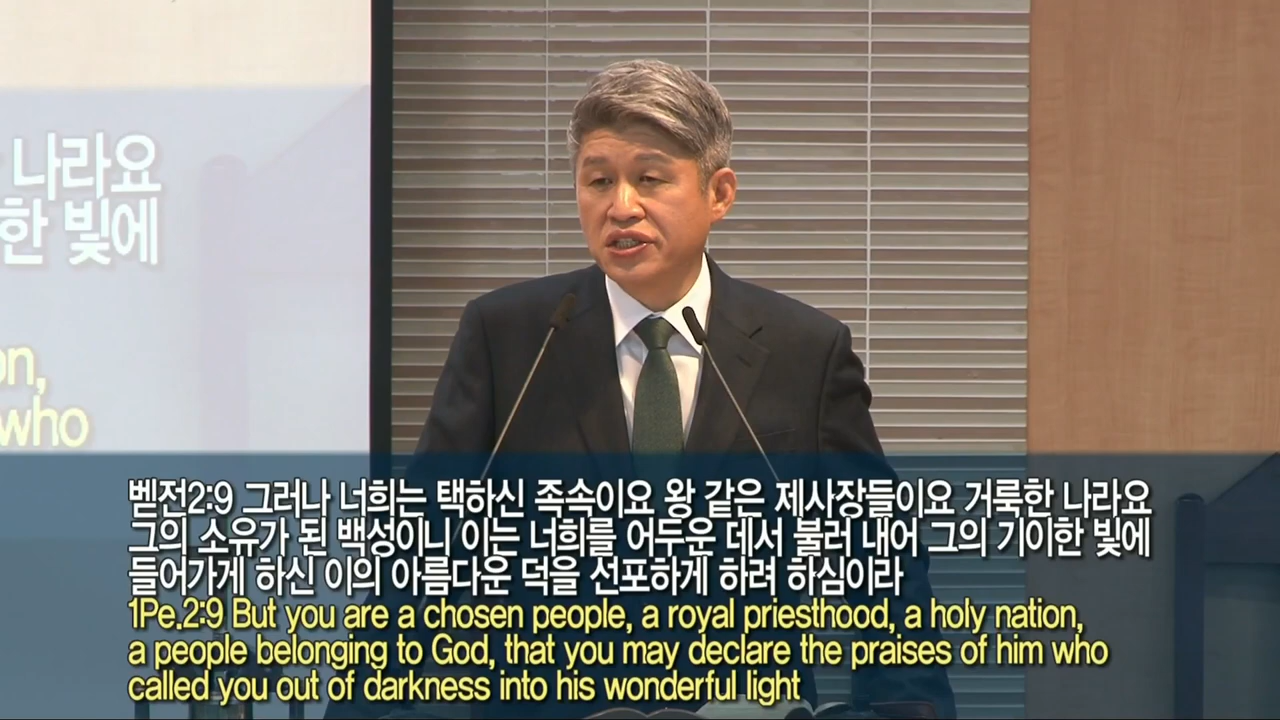 나라요
한 빛에
on,
who
벧전2:9 그러나 너희는 택하신 족속이요 왕 같은 제사장들이요 거룩한 나라요
그의 소유가 된 백성이니 이는 너희를 어두운 데서 불러 내어 그의 기이한 빛에
들어가게 하신 이의 아름다운 덕을 선포하게 하려 하심이라
1Pe.2:9 But you are a chosen people, a royal priesthood, a holy nation,
a people belonging to God, that you may declare the praises of him who
called you out of darkness into his wonderful light